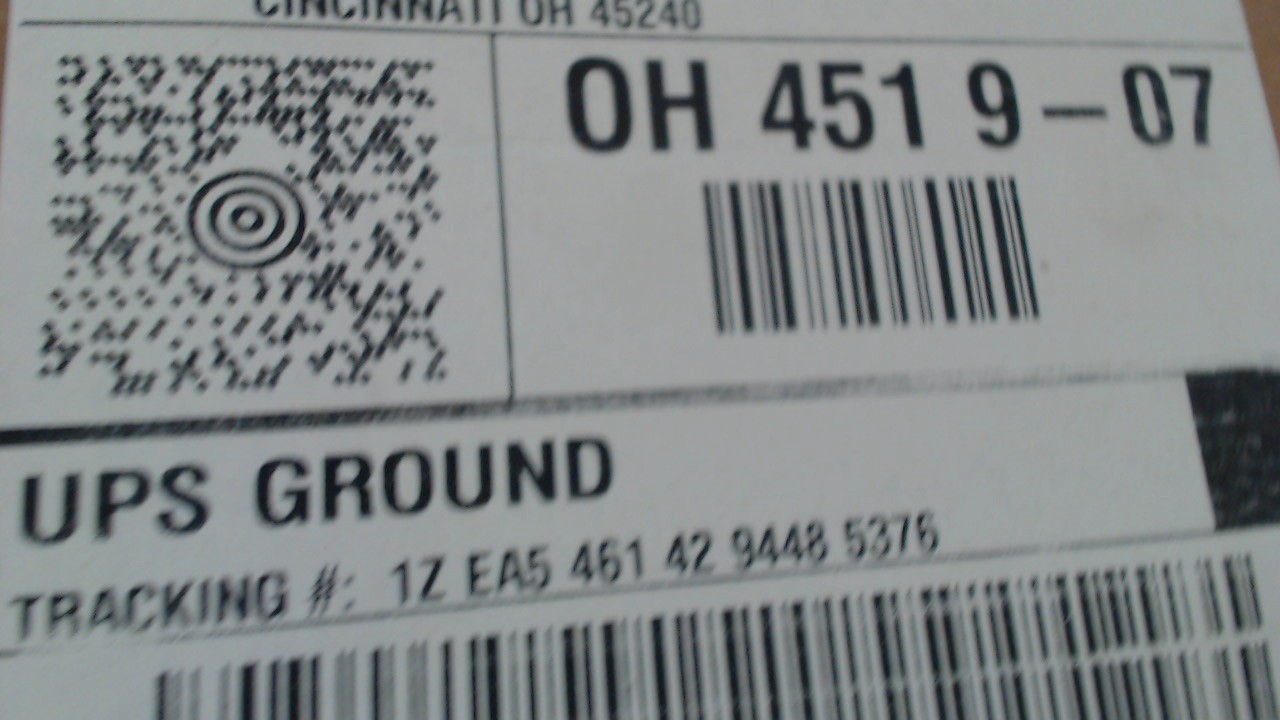 CINCINNATI OH 45240
OH 451 9-07
UPS GROUND
TRACKING #: 1Z EA5 461 42 9448 5376